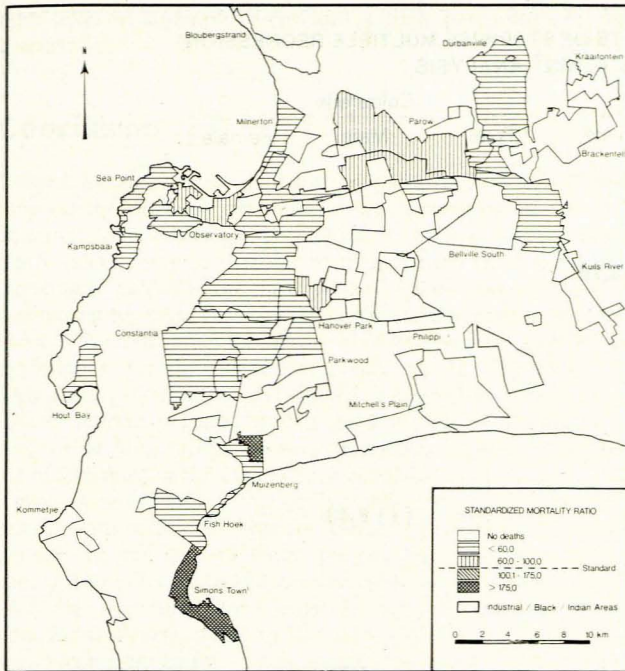 Bloubergstrand
Durbanville
Kraaifontein
Milnerton
Parow
Brackenfell
Sea Point
Observatory
Kampsbaai
Bellville South
Kuils River
Constantia
Hanover Park
Philippi
Parkwood
Mitchell's Plain
Hout Bay
Muizenberg
Kommetjie
Fish Hoek
Simons Town
STANDARDIZED MORTALITY RATIO
No deaths
< 60,0
60,0 - 100,0
Standard
100,1 - 175,0
> 175,0
Industrial / Black / Indian Areas
0 2 4 6 8 10 km